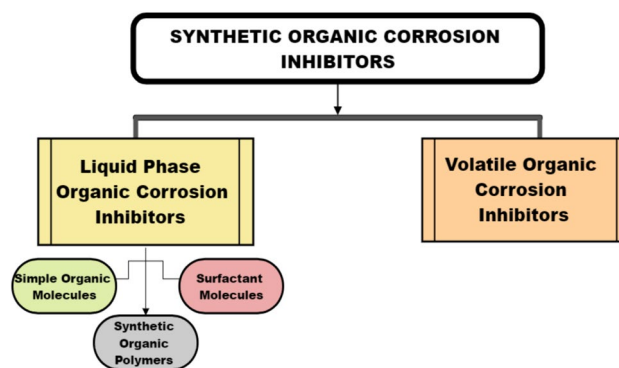 SYNTHETIC ORGANIC CORROSION
INHIBITORS
Liquid Phase
Organic Corrosion
Inhibitors
Volatile Organic
Corrosion
Inhibitors
Simple Organic
Molecules
Surfactant
Molecules
Synthetic
Organic
Polymers